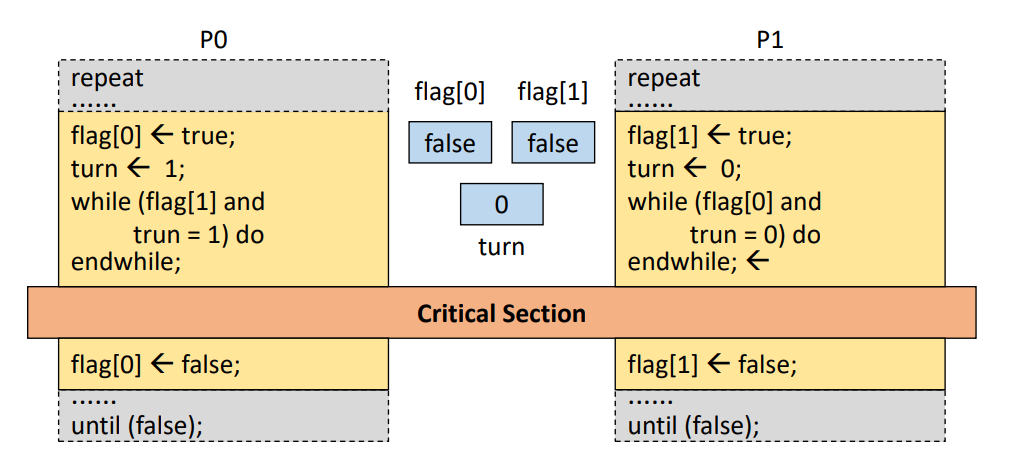 P0
repeat
......
flag[0] ← true;
turn ← 1;
while (flag[1] and
trun = 1) do
endwhile;
flag[0] flag[1]
false false
0
turn
P1
repeat
......
flag[1] ← true;
turn ← 0;
while (flag[0] and
trun = 0) do
endwhile; ←
Critical Section
flag[0] ← false;
......
until (false);
flag[1] ← false;
......
until (false);